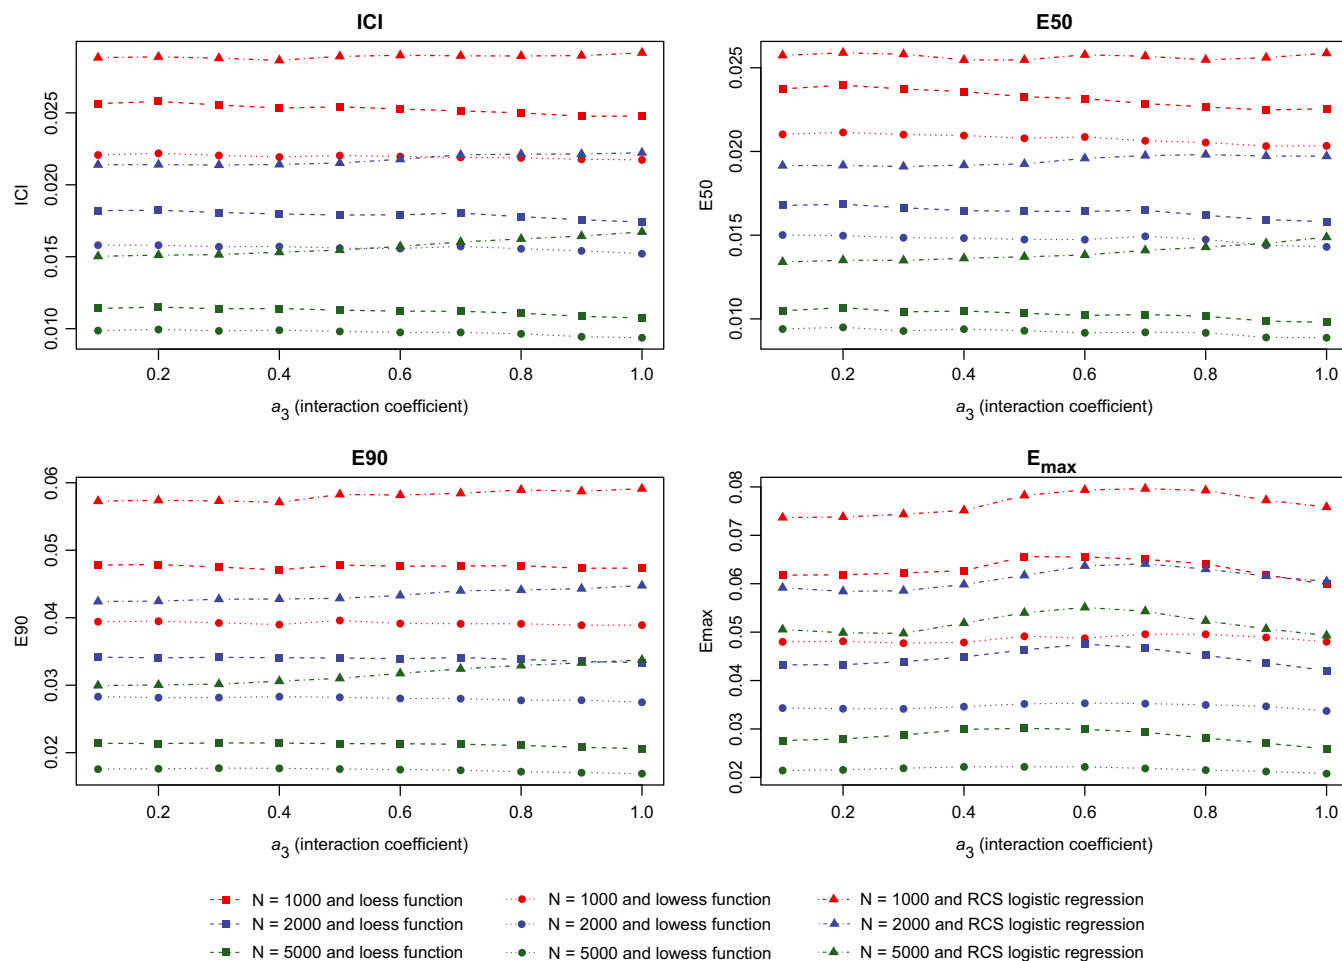 ICI
E50
ICI
0.010 0.015 0.020 0.025
0.2 0.4 0.6 0.8 1.0
a3 (interaction coefficient)
E50
0.010 0.015 0.020 0.025
0.2 0.4 0.6 0.8 1.0
a3 (interaction coefficient)
E90
Emax
E90
0.02 0.03 0.04 0.05 0.06
0.2 0.4 0.6 0.8 1.0
a3 (interaction coefficient)
Emax
0.02 0.03 0.04 0.05 0.06 0.07 0.08
0.2 0.4 0.6 0.8 1.0
a3 (interaction coefficient)
N = 1000 and loess function
N = 1000 and lowess function
N = 1000 and RCS logistic regression
N = 2000 and loess function
N = 2000 and lowess function
N = 2000 and RCS logistic regression
N = 5000 and loess function
N = 5000 and lowess function
N = 5000 and RCS logistic regression